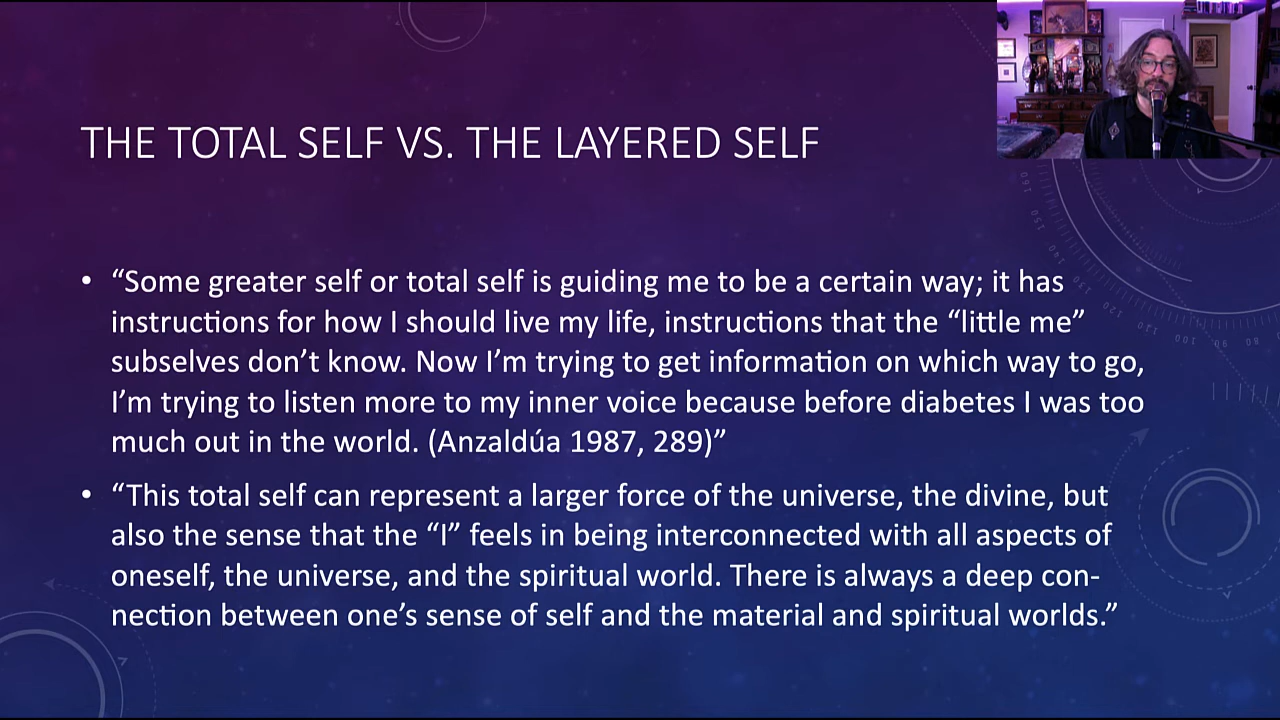 THE TOTAL SELF VS. THE LAYERED SELF
• “Some greater self or total self is guiding me to be a certain way; it has
instructions for how I should live my life, instructions that the “little me”
subselves don’t know. Now I’m trying to get information on which way to go,
I’m trying to listen more to my inner voice because before diabetes I was too
much out in the world. (Anzaldúa 1987, 289)”
• “This total self can represent a larger force of the universe, the divine, but
also the sense that the “I” feels in being interconnected with all aspects of
oneself, the universe, and the spiritual world. There is always a deep con-
nection between one’s sense of self and the material and spiritual worlds.”
160
150